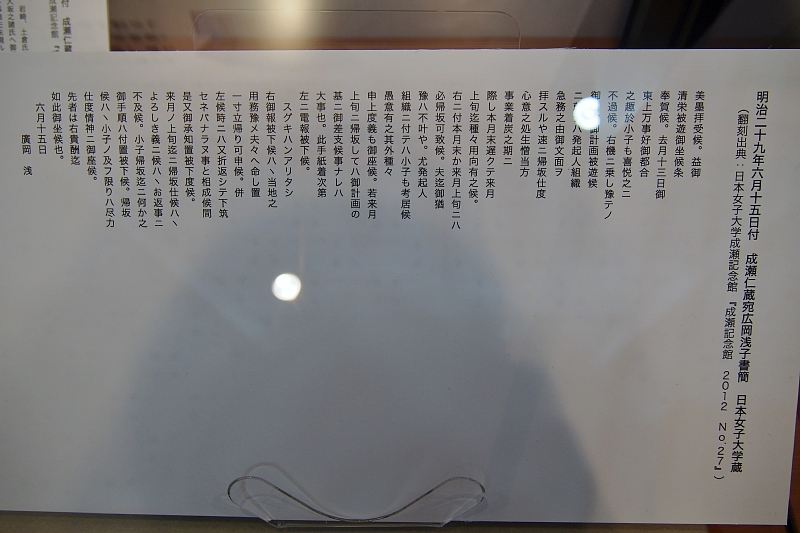 明治二十九年六月十五日付　成瀬仁蔵宛広岡浅子書簡　日本女子大学蔵
（翻刻出典：日本女子大学成瀬記念館『成瀬記念館　2012　No.27』）
美墨拝受候。益御
清栄被遊御坐候条
奉賀候。去月十三日御
東上万事好御都合
之趣於小子も喜悦之ニ
不過候。右機ニ乗し豫テノ
御 計画被遊候
ニ ハ発起人組織
急務之由御文面ヲ
拝スルや速ニ帰坂仕度
心意之処生憎当方
事業着炭之期ニ
際し本月末遅クテ来月
上旬迄種々用向有之候。
右ニ付本月末か来月上旬ニハ
必帰坂可致候。夫迄御猶
豫ハ不叶や。尤発起人
組織ニ付テハ小子も考居候
愚意有之其外種々
申上度義も御座候。若来月
上旬ニ帰坂してハ御計画の
基ニ御差支候事ナレハ
大事也。此手紙着次第
左ニ電報被下候。
スグキハンアリタシ
右御報被下候ハヽ当地之
用務豫メ夫々へ命し置
一寸立帰り可申候。併
左候時ニハ又折返シテ下筑
セネバナラヌ事と相成候間
是又御承知置被下度候。
来月ノ上旬迄ニ帰坂仕候ハヽ
よろしき義ニ候ハヽお返事ニ
不及候。小子帰坂迄ニ何か之
御手順ハ付ケ置被下候。帰坂
候ハヽ小子ノ及フ限りハ尽力
仕度情神ニ御座候。
先者は右貴酬迄
如此御坐候也。
六月十五日
廣岡　浅